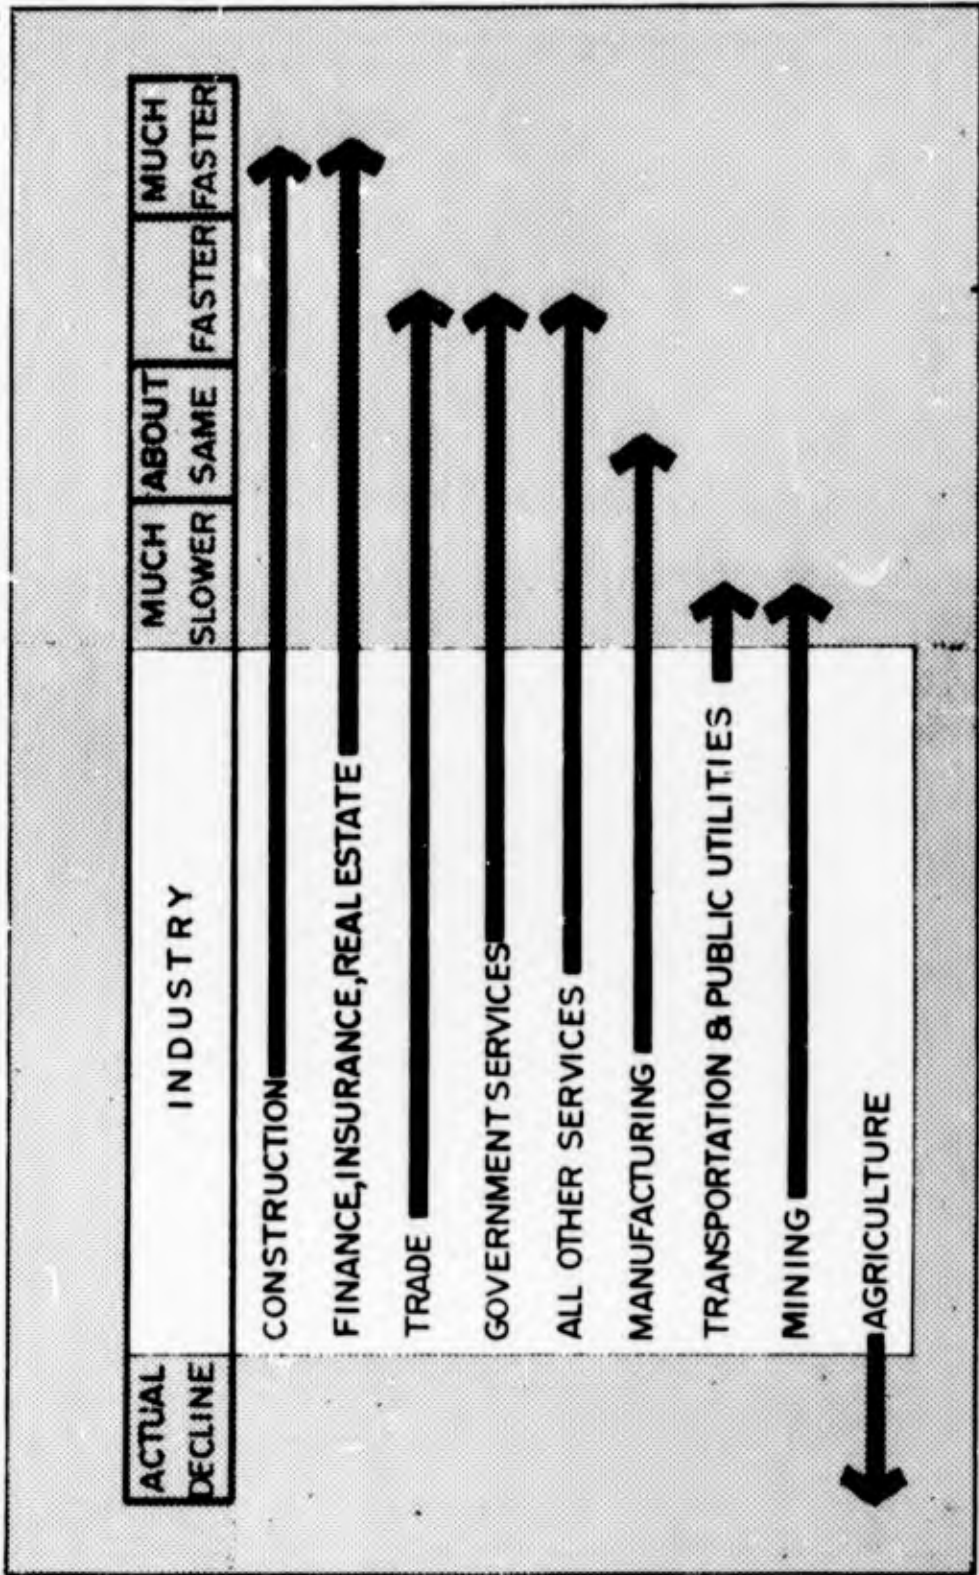 ACTUAL
DECLINE
INDUSTRY
MUCH
SLOWER
ABOUT
SAME
FASTER
MUCH
FASTER
CONSTRUCTION
FINANCE, INSURANCE, REAL ESTATE
TRADE
GOVERNMENT SERVICES
ALL OTHER SERVICES
MANUFACTURING
TRANSPORTATION & PUBLIC UTILITIES
MINING
AGRICULTURE